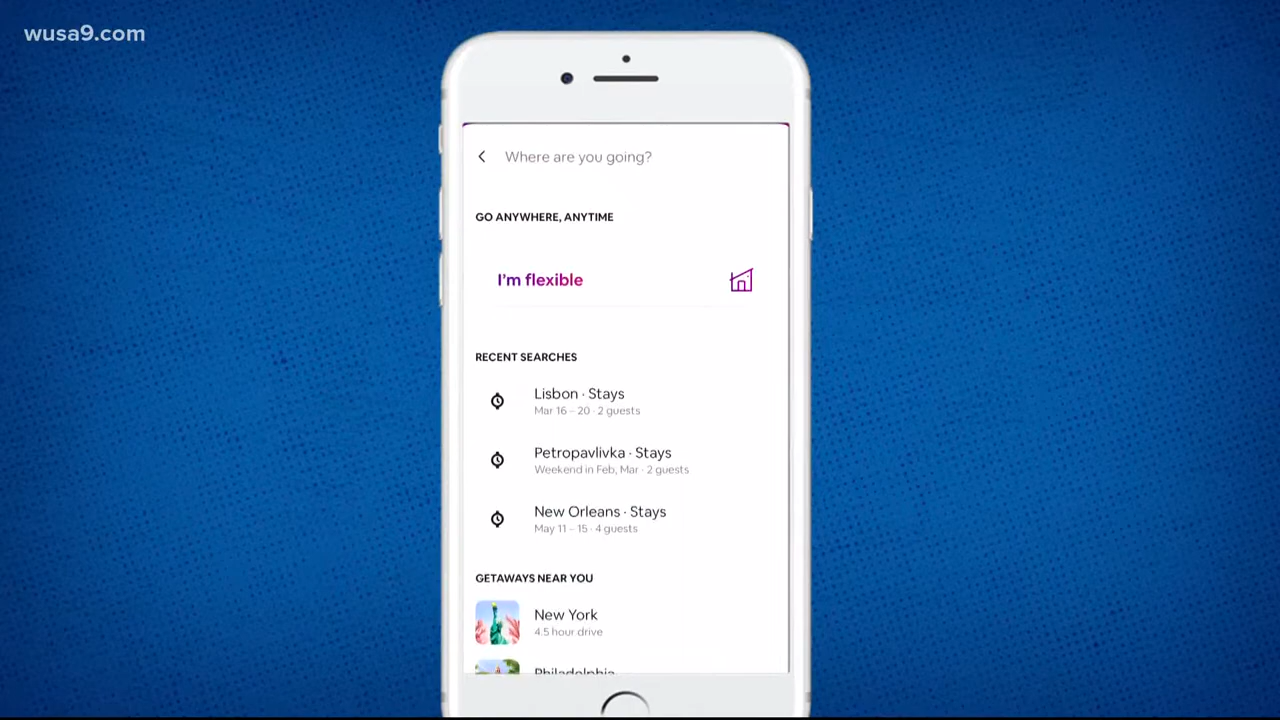 wusa9.com
Where are you going?
GO ANYWHERE, ANYTIME
I'm flexible
RECENT SEARCHES
Lisbon · Stays
Mar 16 – 20 · 2 guests
Petropavlivka · Stays
Weekend in Feb, Mar · 2 guests
New Orleans · Stays
May 11 – 15 · 4 guests
GETAWAYS NEAR YOU
New York
4.5 hour drive
Philadelphia